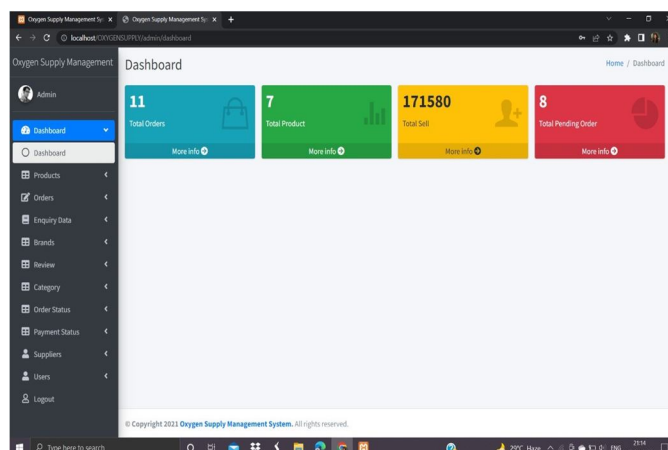 Oxygen Supply Management Sy X Oxygen Supply Management Sy X +
localhost/OXYGENSUPPLY/admin/dashboard
Oxygen Supply Management
Dashboard
Home / Dashboard
Admin
11
Total Orders
More info
7
Total Product
More info
171580
Total Sell
More info
8
Total Pending Order
More info
Dashboard
Dashboard
Products
Orders
Enquiry Data
Brands
Review
Category
Order Status
Payment Status
Suppliers
Users
Logout
© Copyright 2021 Oxygen Supply Management System. All rights reserved.
Type here to search
29°C Haze ENG 21:14